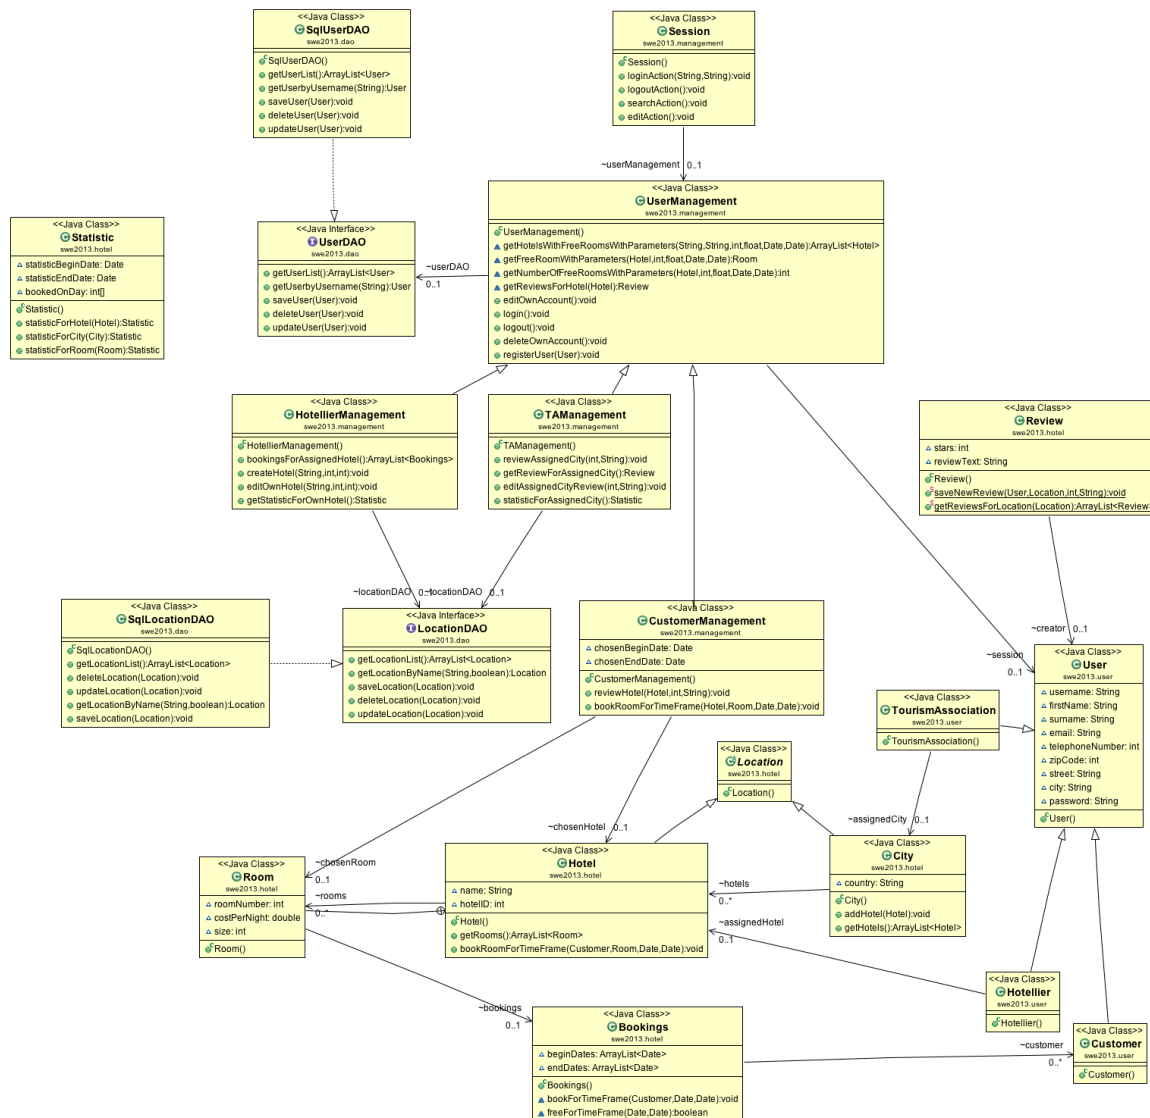 <<Java Class>>
SqlUserDAO
swe2013.dao
SqlUserDAO()
getUserList():ArrayList<User>
getUserbyUsername(String):User
saveUser(User):void
deleteUser(User):void
updateUser(User):void
<<Java Class>>
Session
swe2013.management
Session()
loginAction(String,String):void
logoutAction():void
searchAction():void
editAction():void
~userManagement 0..1
<<Java Class>>
UserManagement
swe2013.management
UserManagement()
getHotelsWithFreeRoomsWithParameters(String,String,int,float,Date,Date):ArrayList<Hotel>
getFreeRoomWithParameters(Hotel,int,float,Date,Date):Room
getNumberOfFreeRoomsWithParameters(Hotel,int,float,Date,Date):int
getReviewsForHotel(Hotel):Review
editOwnAccount():void
login():void
logout():void
deleteOwnAccount():void
registerUser(User):void
<<Java Class>>
Statistic
swe2013.hotel
statisticBeginDate: Date
statisticEndDate: Date
bookedOnDay: int[]
Statistic()
statisticForHotel(Hotel):Statistic
statisticForCity(City):Statistic
statisticForRoom(Room):Statistic
<<Java Interface>>
UserDAO
swe2013.dao
getUserList():ArrayList<User>
getUserbyUsername(String):User
saveUser(User):void
deleteUser(User):void
updateUser(User):void
~userDAO
0..1
<<Java Class>>
HotellierManagement
swe2013.management
HotellierManagement()
bookingsForAssignedHotel():ArrayList<Bookings>
createHotel(String,int,int):void
editOwnHotel(String,int,int):void
getStatisticForOwnHotel():Statistic
<<Java Class>>
TAManagement
swe2013.management
TAManagement()
reviewAssignedCity(int,String):void
getReviewForAssignedCity():Review
editAssignedCityReview(int,String):void
statisticForAssignedCity():Statistic
<<Java Class>>
Review
swe2013.hotel
stars: int
reviewText: String
Review()
saveNewReview(User,Location,int,String):void
getReviewsForLocation(Location):ArrayList<Review>
~locationDAO 0..1
~locationDAO 0..1
<<Java Class>>
SqlLocationDAO
swe2013.dao
SqlLocationDAO()
getLocationList():ArrayList<Location>
deleteLocation(Location):void
updateLocation(Location):void
getLocationByName(String,boolean):Location
saveLocation(Location):void
<<Java Interface>>
LocationDAO
swe2013.dao
getLocationList():ArrayList<Location>
getLocationByName(String,boolean):Location
saveLocation(Location):void
deleteLocation(Location):void
updateLocation(Location):void
<<Java Class>>
CustomerManagement
swe2013.management
chosenBeginDate: Date
chosenEndDate: Date
CustomerManagement()
reviewHotel(Hotel,int,String):void
bookRoomForTimeFrame(Hotel,Room,Date,Date):void
~creator 0..1
~session
0..1
<<Java Class>>
User
swe2013.user
username: String
firstName: String
surname: String
email: String
telephoneNumber: int
zipCode: int
street: String
city: String
password: String
User()
<<Java Class>>
TourismAssociation
swe2013.user
TourismAssociation()
<<Java Class>>
Location
swe2013.hotel
Location()
~chosenHotel 0..1
~assignedCity 0..1
<<Java Class>>
Room
swe2013.hotel
roomNumber: int
costPerNight: double
size: int
Room()
~chosenRoom
0..1
~rooms
0..*
<<Java Class>>
Hotel
swe2013.hotel
name: String
hotelID: int
Hotel()
getRooms():ArrayList<Room>
bookRoomForTimeFrame(Customer,Room,Date,Date):void
~hotels
0..*
~assignedHotel
0..1
<<Java Class>>
City
swe2013.hotel
country: String
City()
addHotel(Hotel):void
getHotels():ArrayList<Hotel>
<<Java Class>>
Hotellier
swe2013.user
Hotellier()
~bookings
0..1
<<Java Class>>
Bookings
swe2013.hotel
beginDates: ArrayList<Date>
endDates: ArrayList<Date>
Bookings()
bookForTimeFrame(Customer,Date,Date):void
freeForTimeFrame(Date,Date):boolean
~customer
0..*
<<Java Class>>
Customer
swe2013.user
Customer()